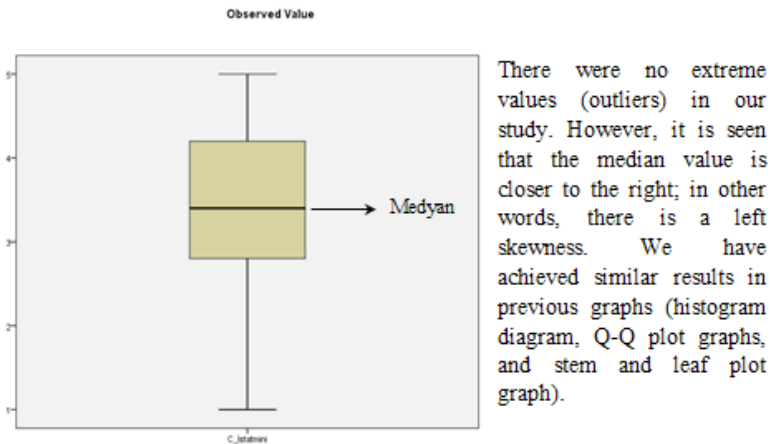 Observed Value
5
4
3
2
1
Medyan
C_Istatmini
There were no extreme
values (outliers) in our
study. However, it is seen
that the median value is
closer to the right; in other
words, there is a left
skewness. We have
achieved similar results in
previous graphs (histogram
diagram, Q-Q plot graphs,
and stem and leaf plot
graph).